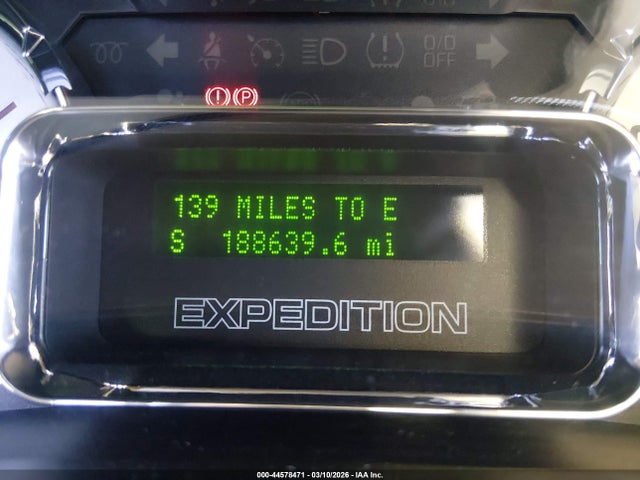 O/D
OFF
(!) (P)
139 MILES TO E
S 188639.6 mi
EXPEDITION
000-44578471 - 03/10/2026 - IAA Inc.